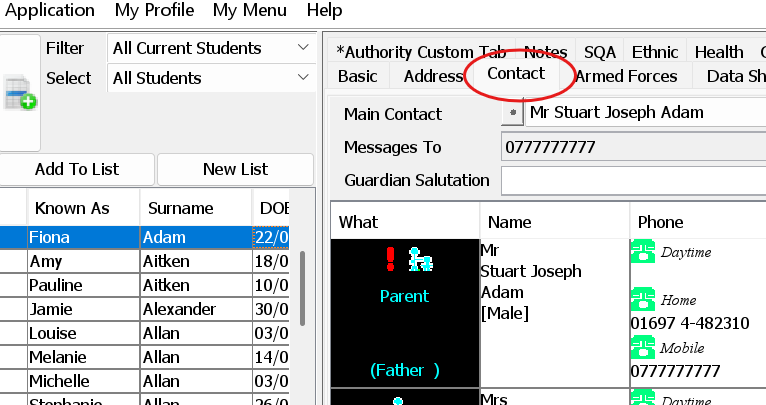 Application My Profile My Menu Help
Filter All Current Students
Select All Students
Add To List New List
Known As Surname DOB
Fiona Adam 22/0
Amy Aitken 18/0
Pauline Aitken 10/0
Jamie Alexander 30/0
Louise Allan 03/0
Melanie Allan 14/0
Michelle Allan 03/0
Stephanie Allan 26/0
*Authority Custom Tab Notes SQA Ethnic Health
Basic Address Contact Armed Forces Data Sh
Main Contact Mr Stuart Joseph Adam
Messages To 0777777777
Guardian Salutation
What Name Phone
Parent
(Father )
Mr
Stuart Joseph
Adam
[Male]
Daytime
Home
01697 4-482310
Mobile
0777777777
Mrs
Daytime